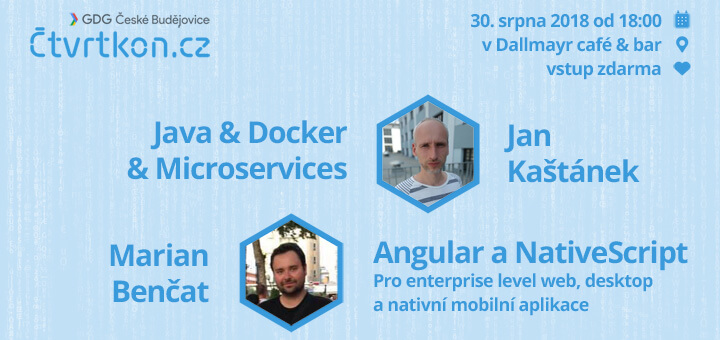 GDG České Budějovice
Čtvrtkon.cz
30. srpna 2018 od 18:00
v Dallmayr café & bar
vstup zdarma
Java & Docker
& Microservices
Jan
Kaštánek
Marian
Benčat
Angular a NativeScript
Pro enterprise level web, desktop
a nativní mobilní aplikace